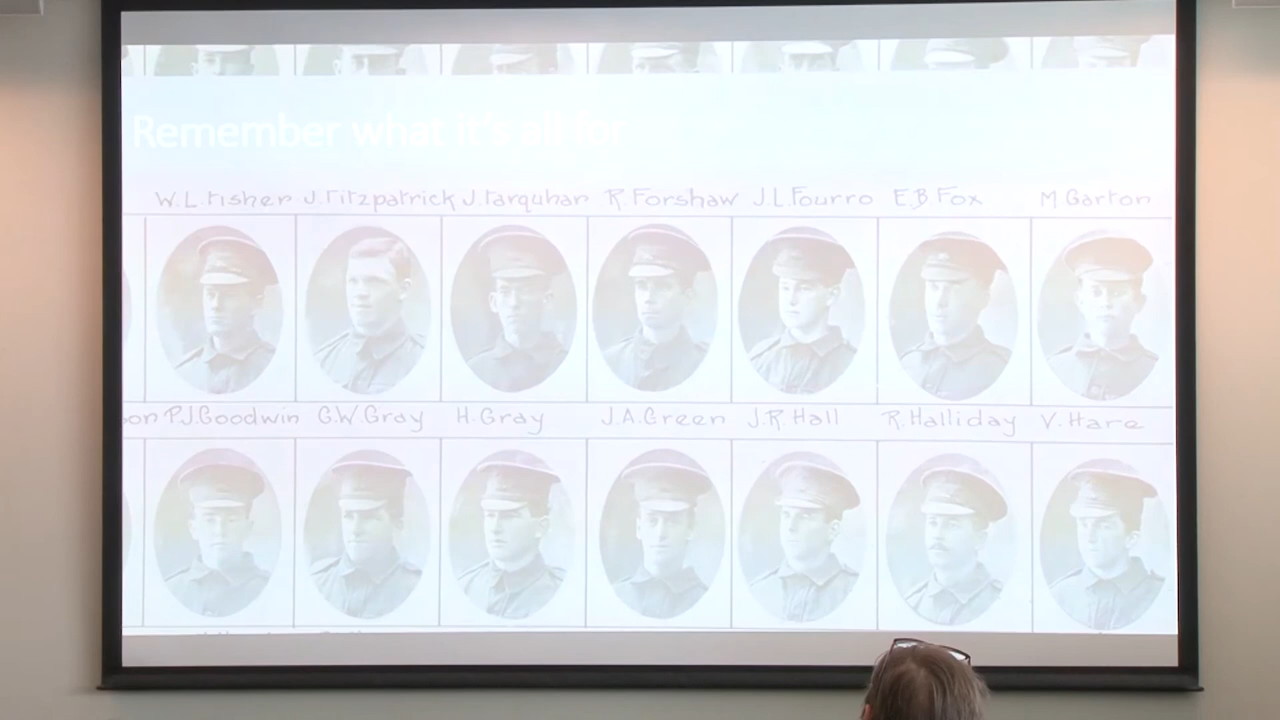 Remember what it's all for
W.L. Fisher J. Fitzpatrick J. Farquhar R. Forshaw J.L. Fourro E.B. Fox M. Garton
P.J. Goodwin G.W. Gray H. Gray J.A. Green J.R. Hall R. Halliday V. Hare